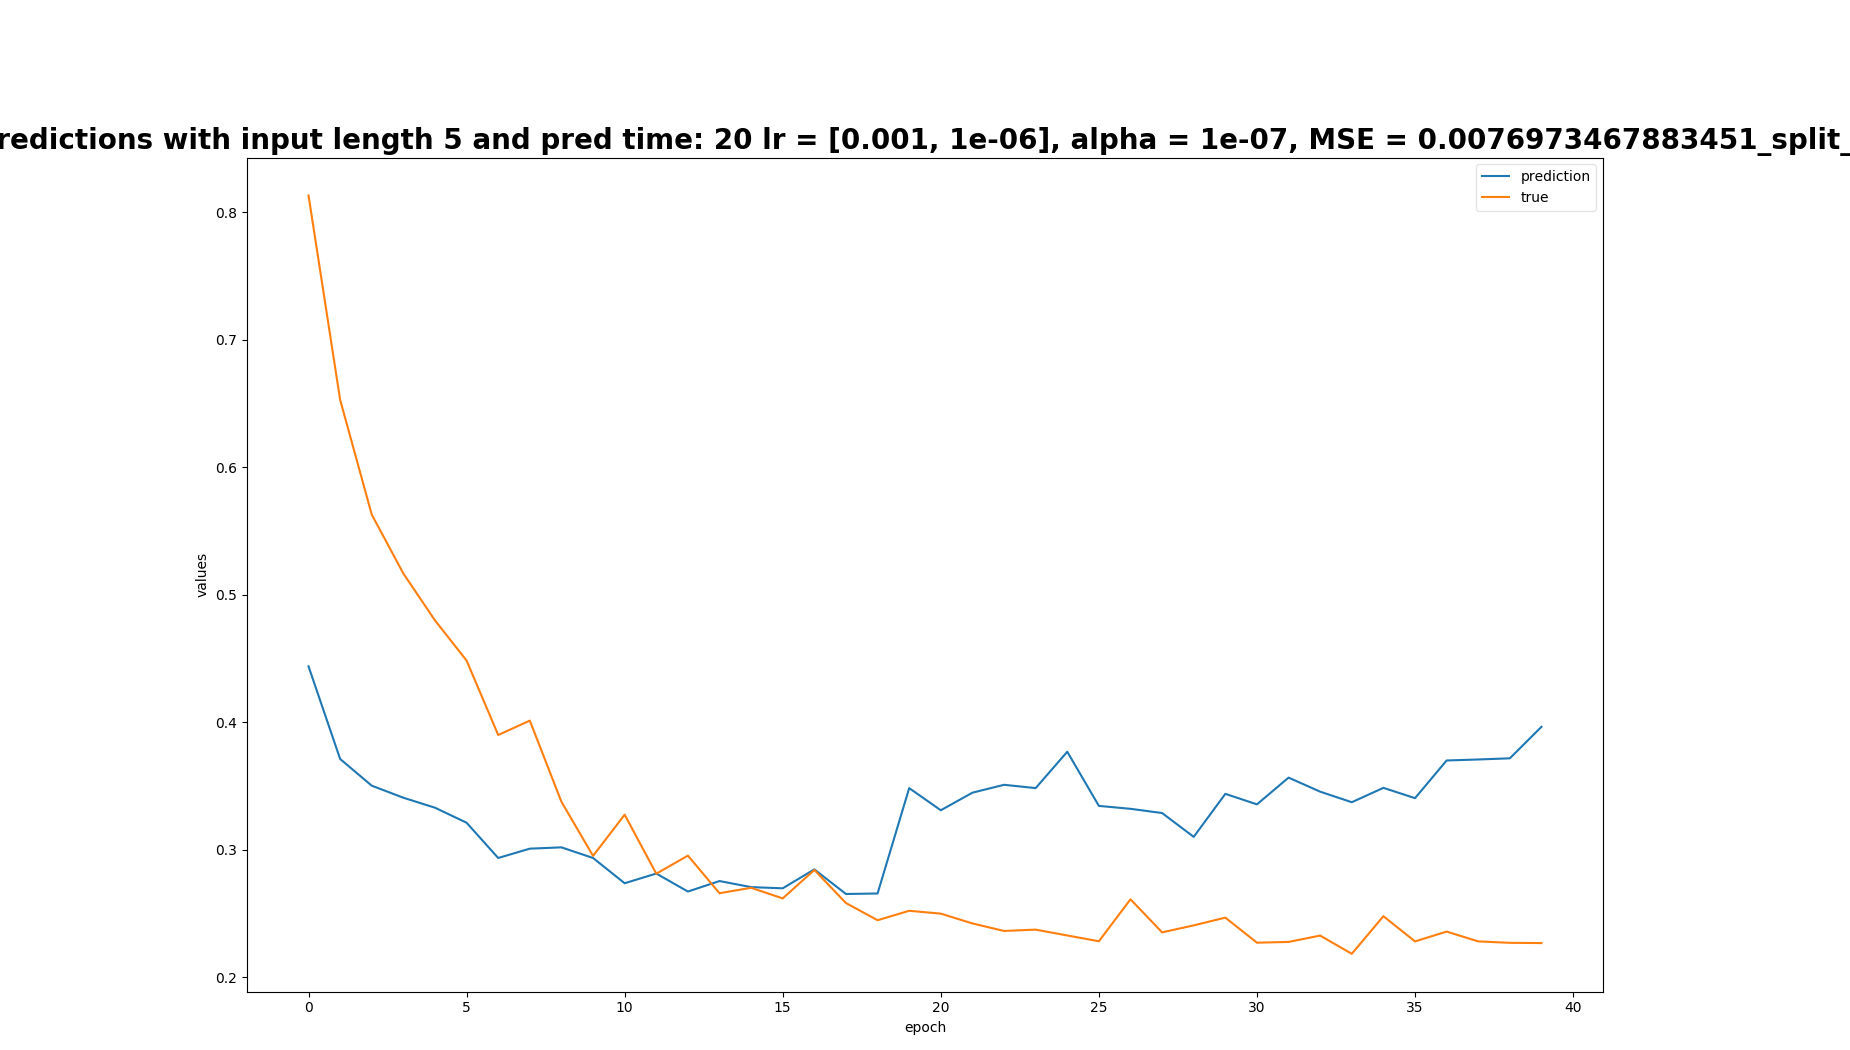 redictions with input length 5 and pred time: 20 lr = [0.001, 1e-06], alpha = 1e-07, MSE = 0.0076973467883451_split_
prediction
true
0.8
0.7
0.6
0.5
0.4
0.3
0.2
values
0 5 10 15 20 25 30 35 40
epoch